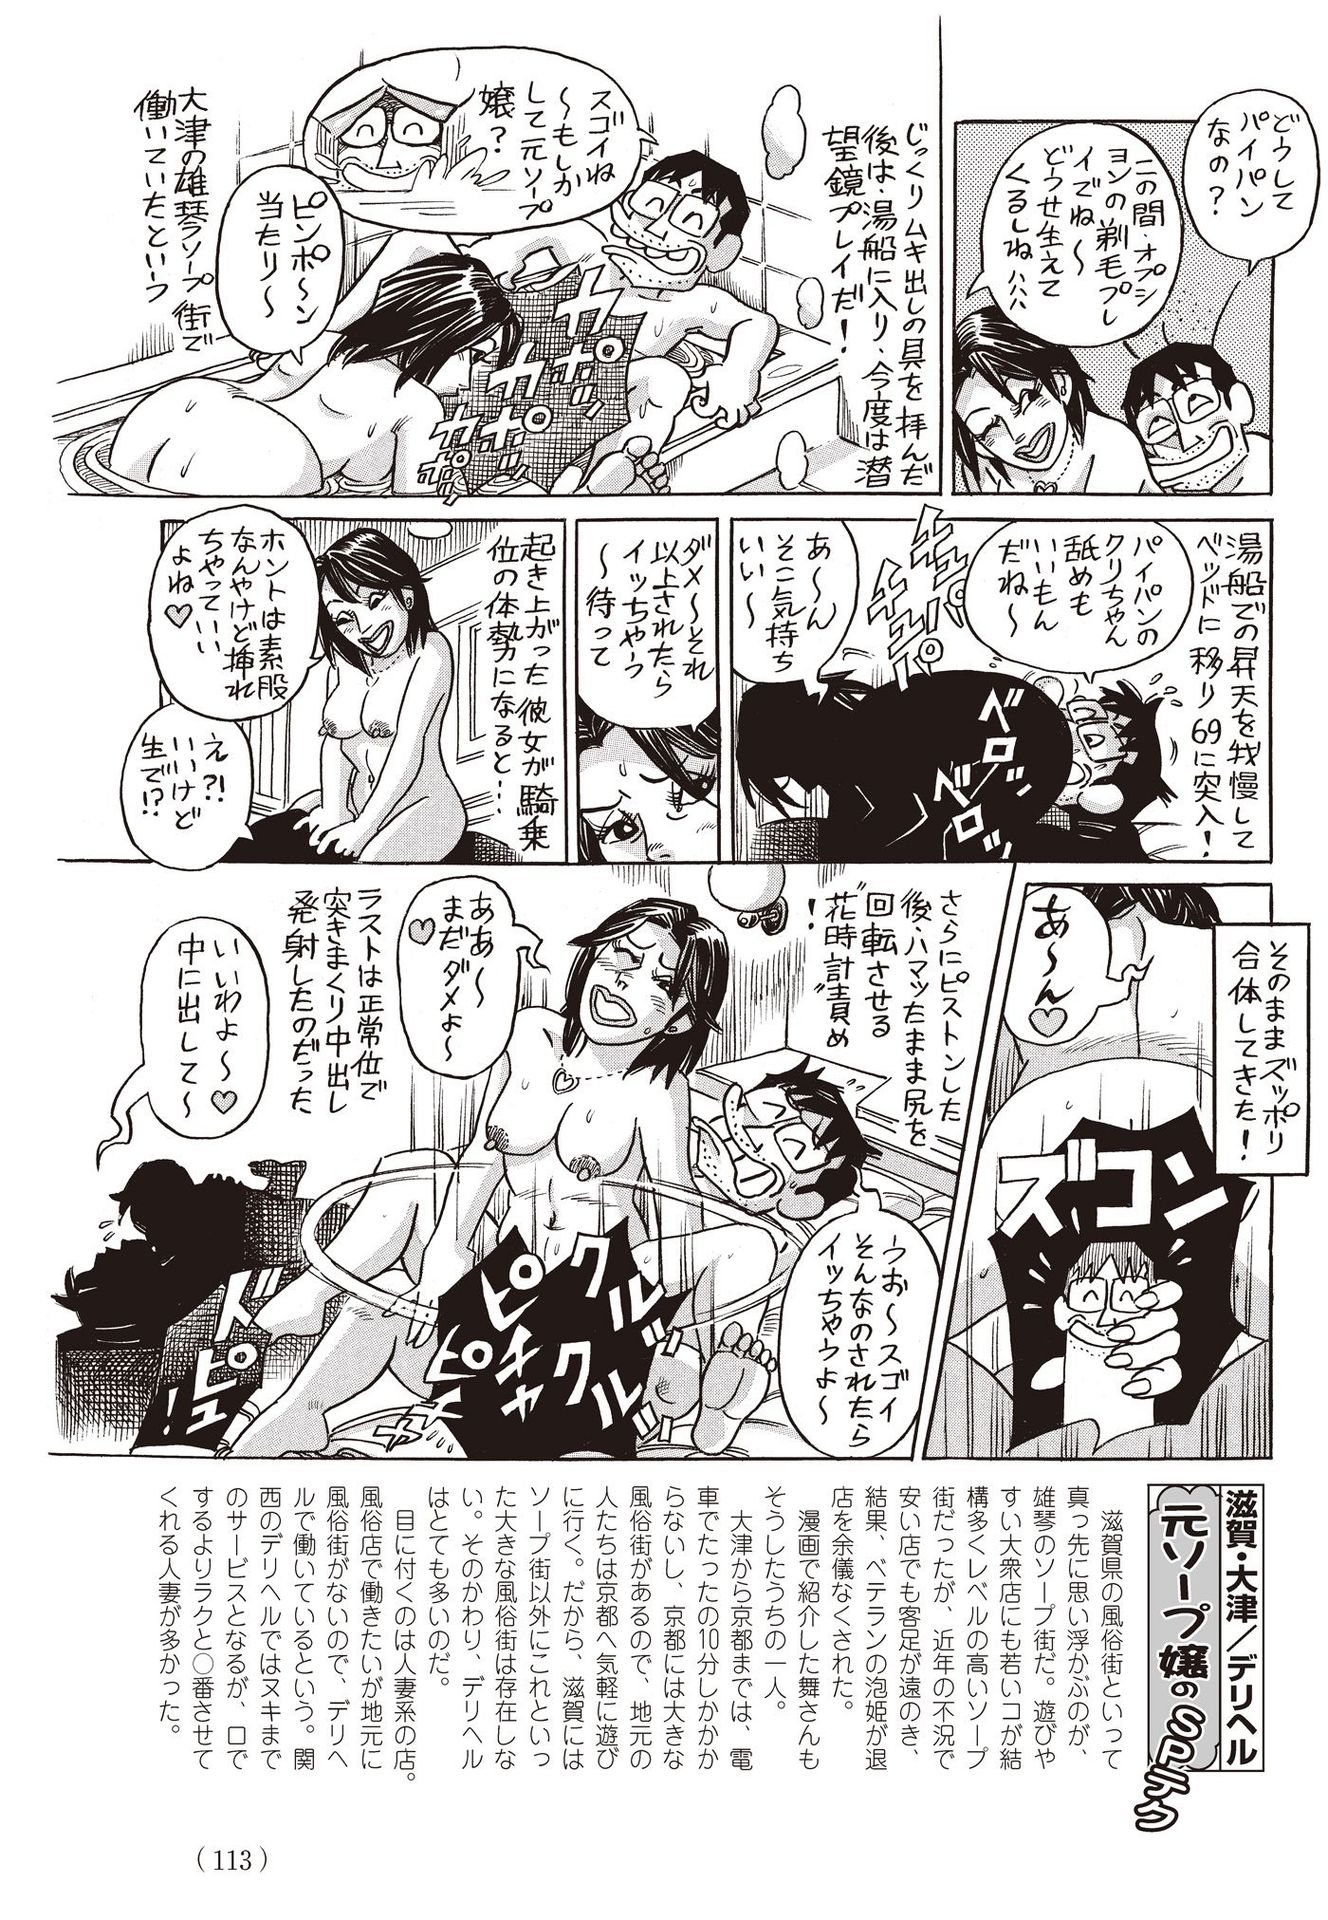 どうして
パイパン
なの？
この間、オプシ
ョンの剃毛プレ
イでね～
どうせ生えて
くるしねハハハ
じっくりムキ出しの具を拝んだ
後は、湯船に入り、今度は潜
望鏡プレイだ！
スゴイね
～もしか
して元ソープ
嬢？
ピンポ～ン
当たり～
カポッ
カポッ
カポッ
大津の雄琴ソープ街で
働いていたという
湯船での昇天を我慢して
ベッドに移り69に突入！
パイパンの
クリちゃん
舐めも
いいもん
だね～
ベロン
ベロン
あ～ん
そこ気持ち
いい～
ダメ～それ
以上されたら
イッちゃう
～待って
起き上がった彼女が騎乗
位の体勢になると…
ホントは素股
なんやけど挿れ
ちゃっていい
よね♡
え?!
いいけど
生で!?
そのままズッポリ
合体してきた！
あ～ん
♡
ズコン
さらにピストンした
後、ハマッたまま尻を
回転させる
“花時計責め”
！
うお～スゴイ
そんなのされたら
イッちゃうよ～
ああ～
まだダメよ～
♡
クルックルッ
ピチャ
ピチャ
ラストは正常位で
突きまくり中出し
発射したのだった
いいわよ～♡
中に出して～
ドピュ！
滋賀・大津／デリヘル
元ソープ嬢のSPテク
滋賀県の風俗街といって
真っ先に思い浮かぶのが、
雄琴のソープ街だ。遊びや
すい大衆店にも若いコが結
構多くレベルの高いソープ
街だったが、近年の不況で
安い店でも客足が遠のき、
結果、ベテランの泡姫が退
店を余儀なくされた。
漫画で紹介した舞さんも
そうしたうちの一人。
大津から京都までは、電
車でたったの10分しかかか
らないし、京都には大きな
風俗街があるので、地元の
人たちは京都へ気軽に遊び
に行く。だから、滋賀には
ソープ街以外にこれといっ
た大きな風俗街は存在しな
い。そのかわり、デリヘル
はとても多いのだ。
目に付くのは人妻系の店。
風俗店で働きたいが地元に
風俗街がないので、デリヘ
ルで働いているという。関
西のデリヘルではヌキまで
のサービスとなるが、口で
するよりラクと○番させて
くれる人妻が多かった。
（113）